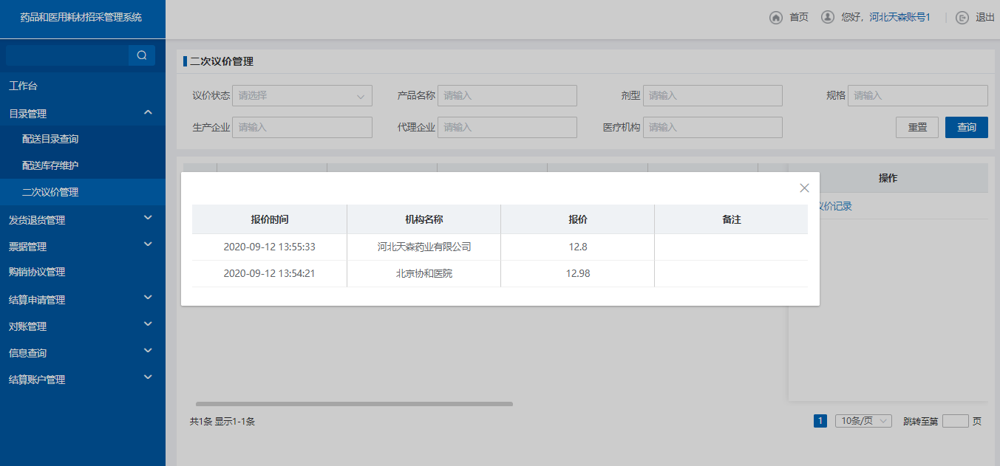 药品和医用耗材招采管理系统
首页 您好，河北天森账号1 退出
工作台
目录管理
配送目录查询
配送库存维护
二次议价管理
发货退货管理
票据管理
购销协议管理
结算申请管理
对账管理
信息查询
结算账户管理
二次议价管理
议价状态 请选择 产品名称 请输入 剂型 请输入 规格 请输入
生产企业 请输入 代理企业 请输入 医疗机构 请输入 重置 查询
操作
议价记录
报价时间 机构名称 报价 备注
2020-09-12 13:55:33 河北天森药业有限公司 12.8
2020-09-12 13:54:21 北京协和医院 12.98
共1条 显示1-1条 1 10条/页 跳转至第 页